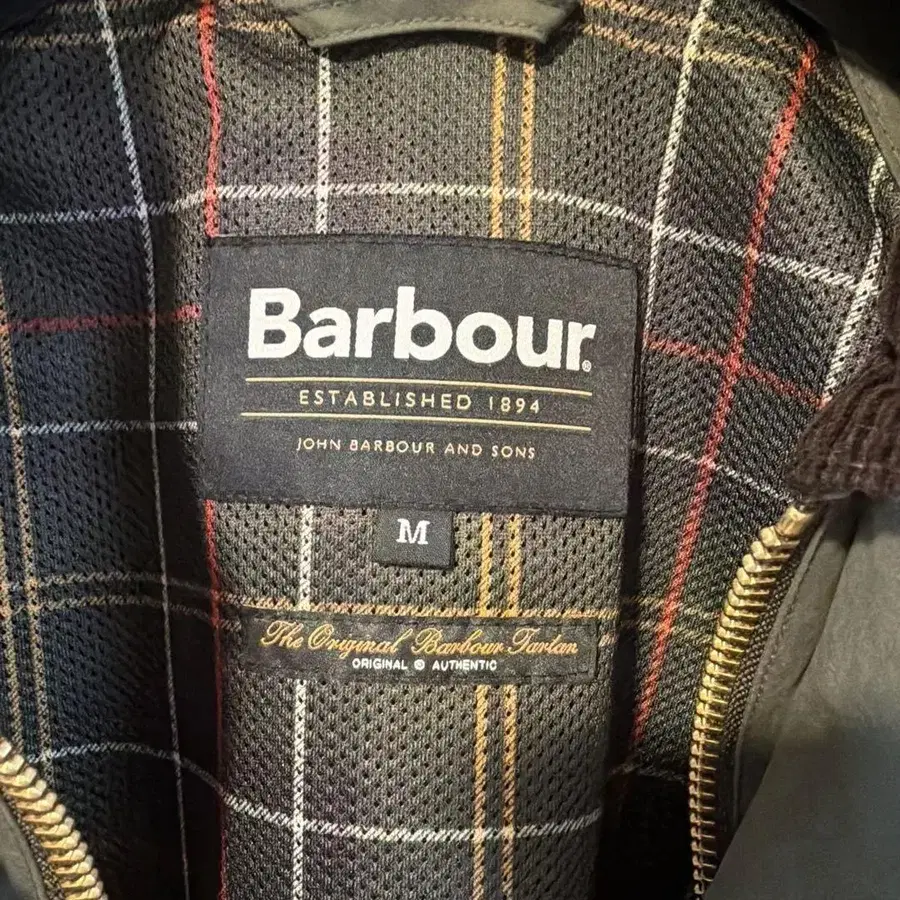 Barbour®
ESTABLISHED 1894
JOHN BARBOUR AND SONS
M
The Original Barbour Tartan
ORIGINAL © AUTHENTIC